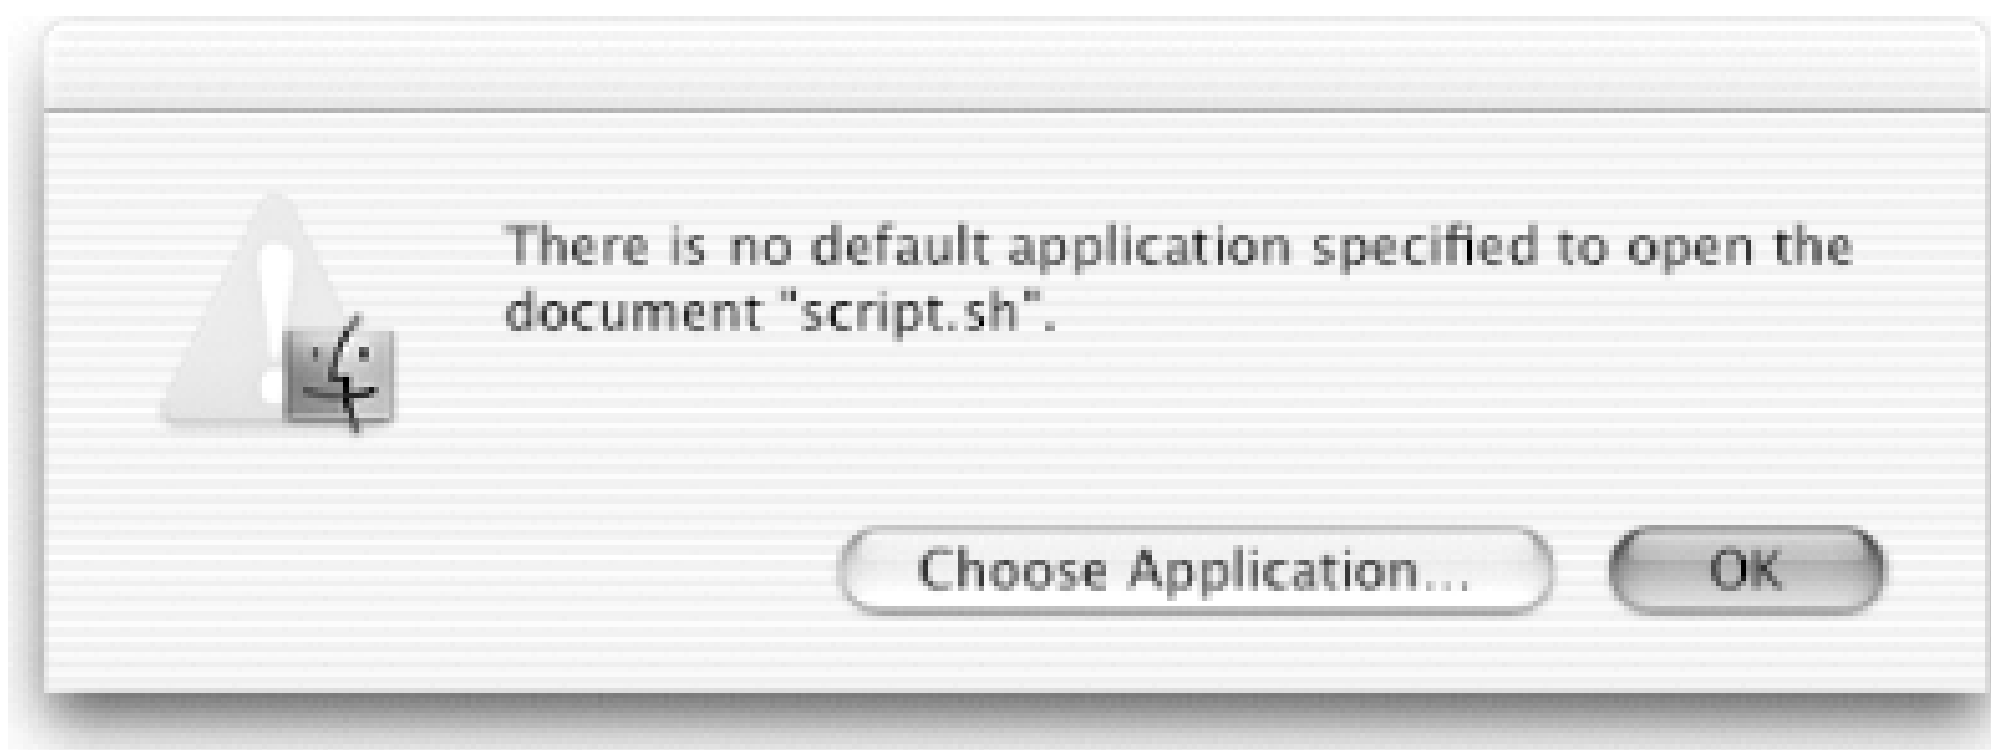 There is no default application specified to open the
document "script.sh".
Choose Application... OK